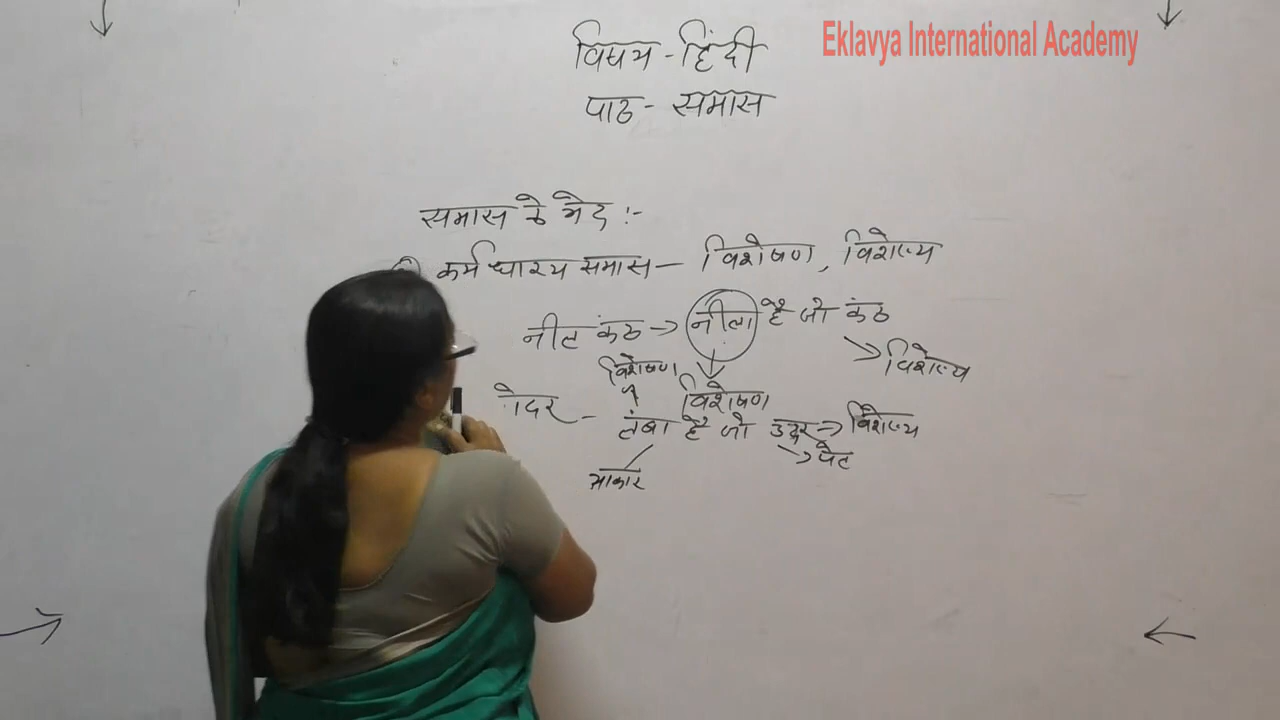 Eklavya International Academy
विषय - हिंदी
पाठ - समास
समास के भेद :-
कर्मधारय समास - विशेषण, विशेष्य
नील कंठ → नीला है जो कंठ
विशेष्य
विशेषण
विशेषण
ोदर - लंबा है जो उदर → विशेष्य
→ पेट
आकार